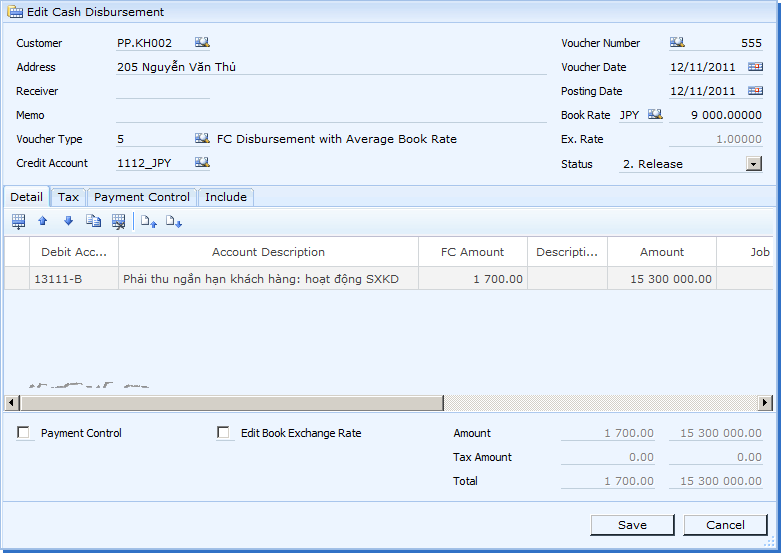 Edit Cash Disbursement
Customer PP.KH002 Voucher Number 555
Address 205 Nguyễn Văn Thủ Voucher Date 12/11/2011
Receiver Posting Date 12/11/2011
Memo Book Rate JPY 9 000.00000
Voucher Type 5 FC Disbursement with Average Book Rate Ex. Rate 1.00000
Credit Account 1112_JPY Status 2. Release
Detail Tax Payment Control Include
Debit Acc... Account Description FC Amount Descripti... Amount Job
13111-B Phải thu ngắn hạn khách hàng: hoạt động SXKD 1 700.00 15 300 000.00
Payment Control Edit Book Exchange Rate Amount 1 700.00 15 300 000.00
Tax Amount 0.00 0.00
Total 1 700.00 15 300 000.00
Save Cancel